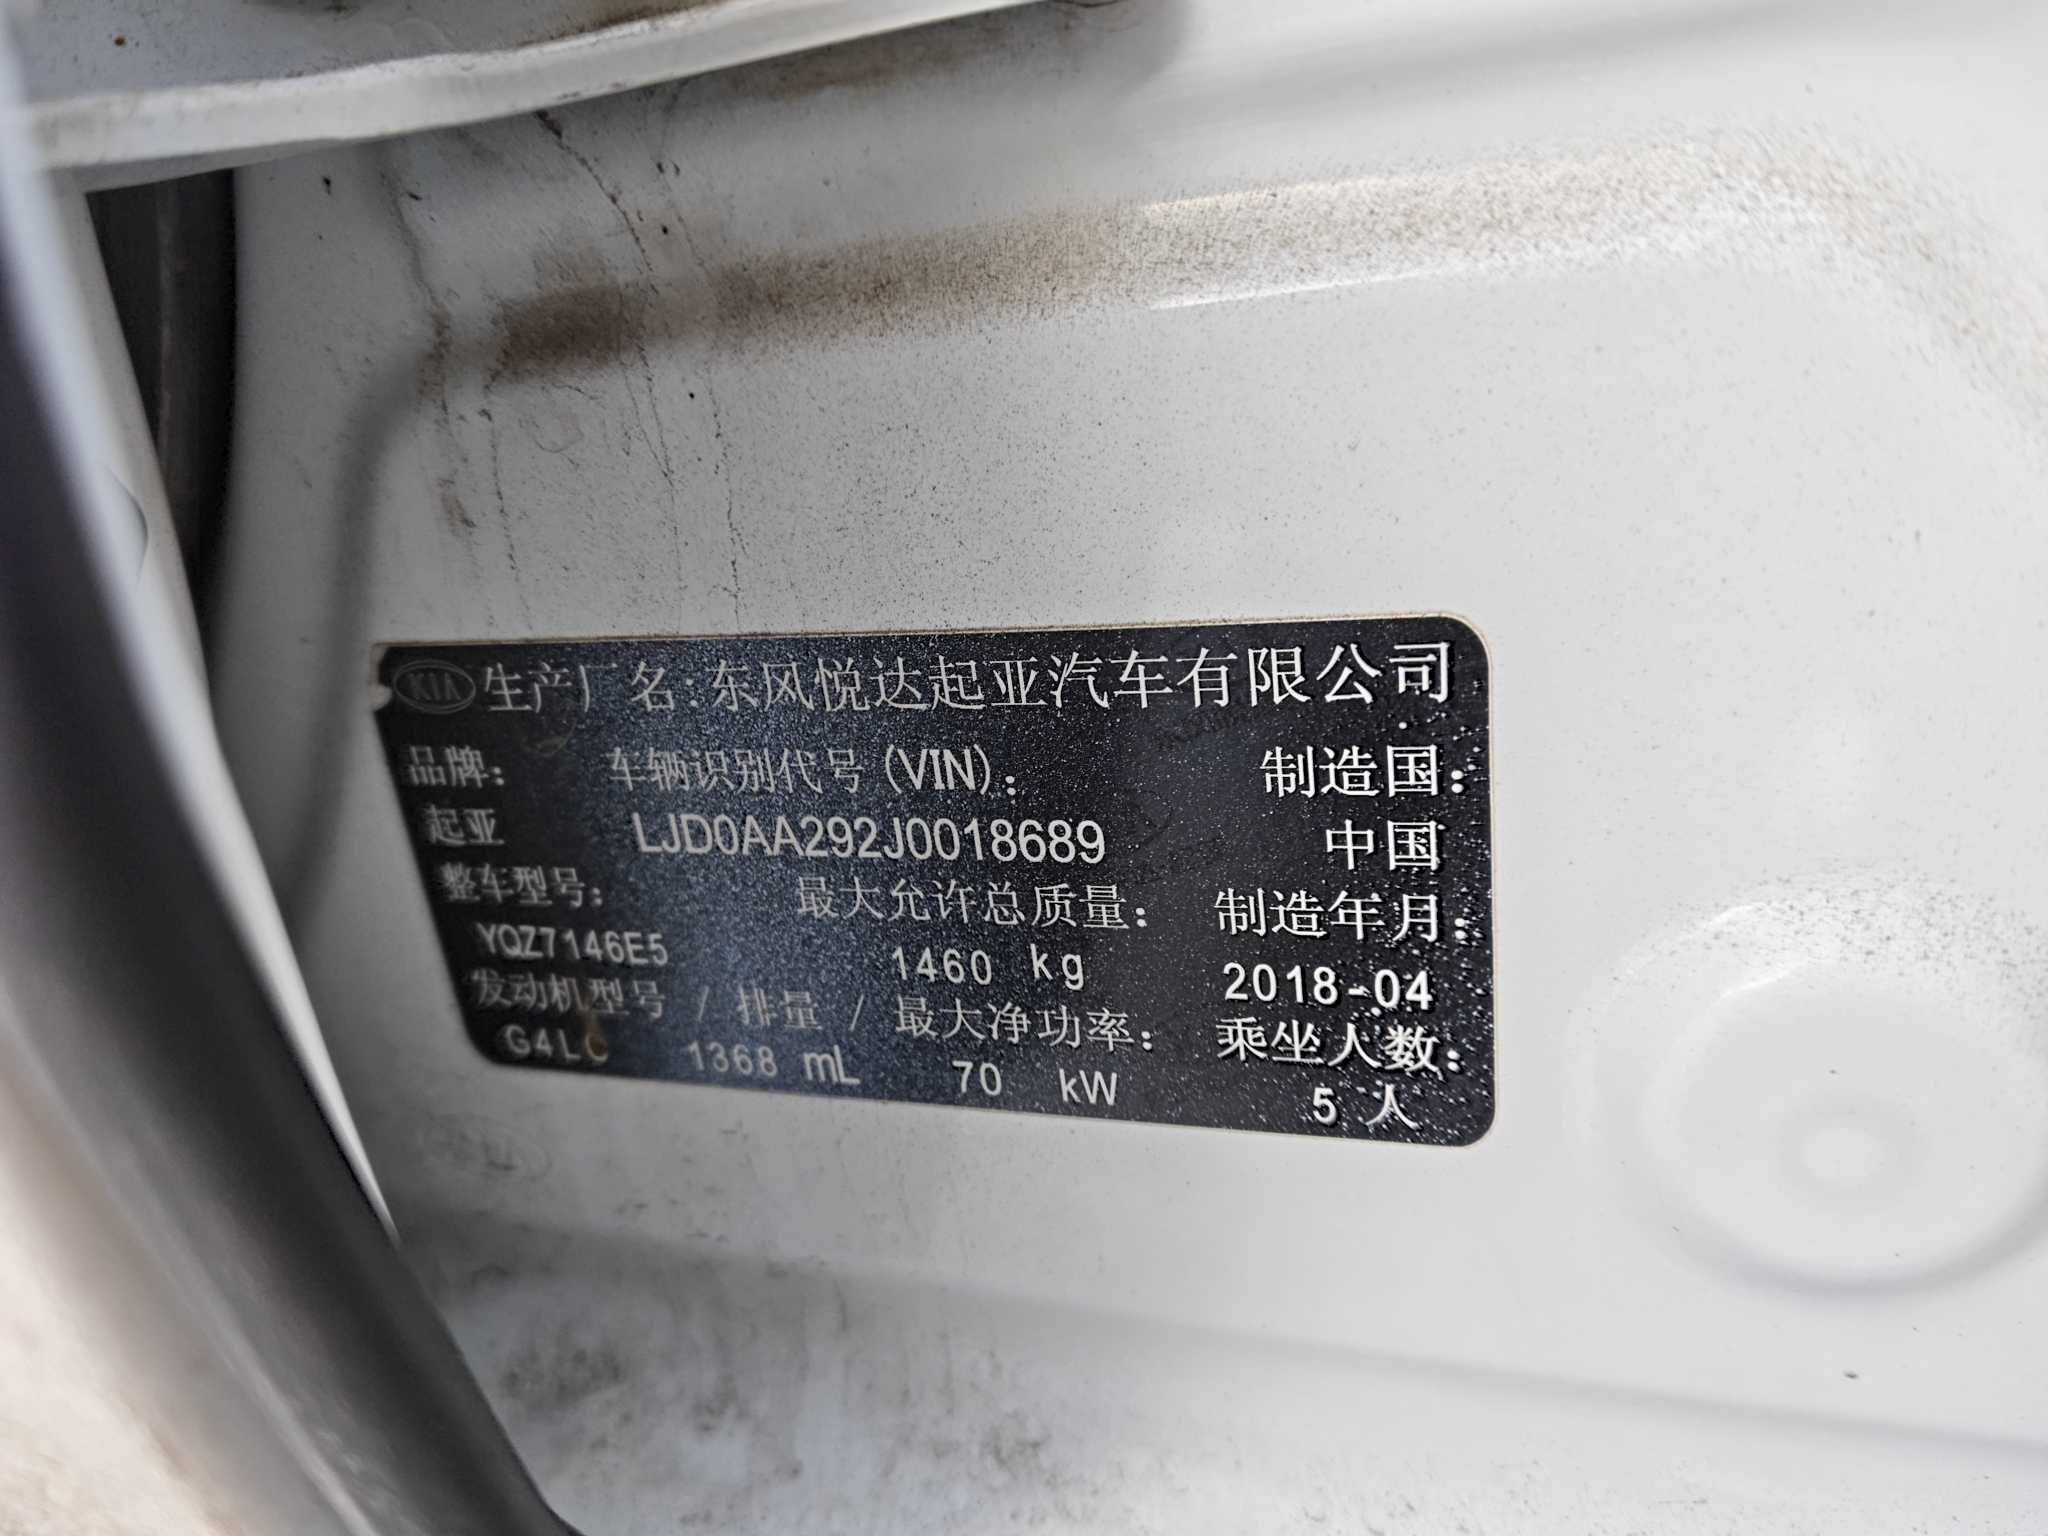 KIA 生产厂名:东风悦达起亚汽车有限公司
品牌: 车辆识别代号(VIN): 制造国:
起亚 LJD0AA292J0018689 中国
整车型号: 最大允许总质量: 制造年月:
YQZ7146E5 1460 kg 2018-04
发动机型号 / 排量 / 最大净功率: 乘坐人数:
G4LC 1368 mL 70 kW 5 人